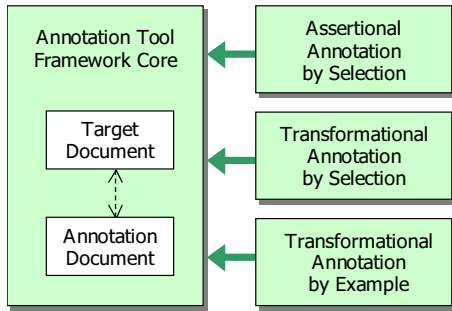 Annotation Tool
Framework Core
Target
Document
Annotation
Document
Assertional
Annotation
by Selection
Transformational
Annotation
by Selection
Transformational
Annotation
by Example